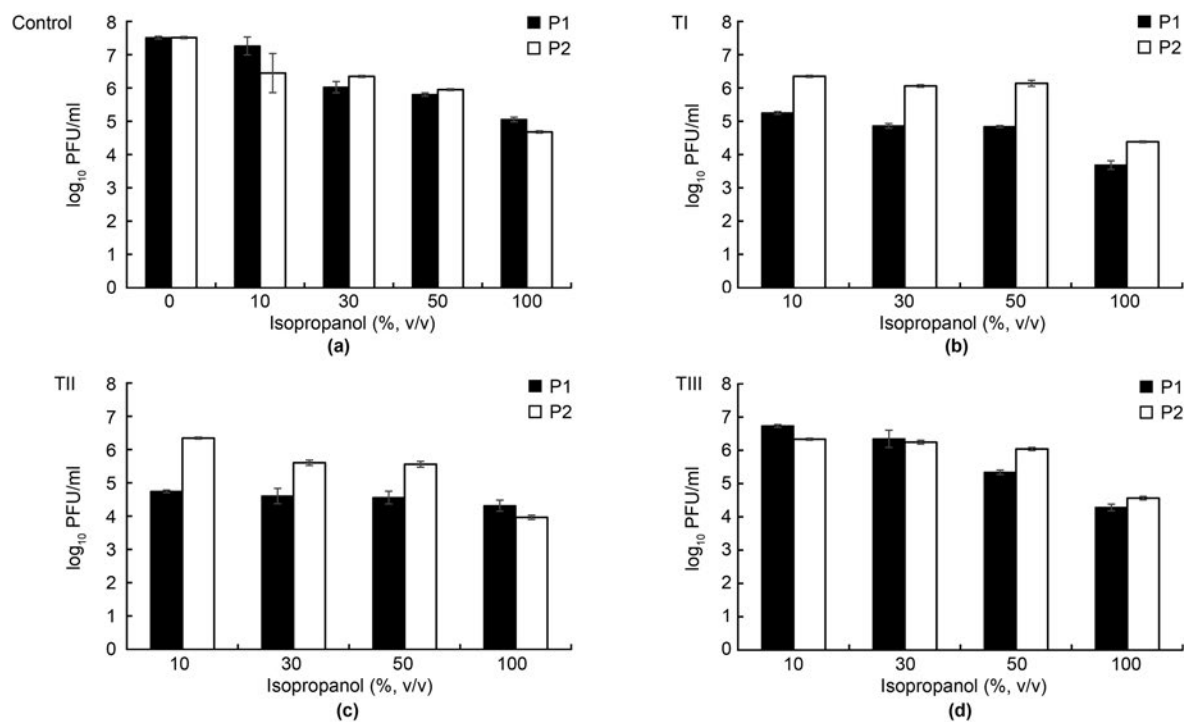 Control
P1
P2
8
7
6
5
4
3
2
1
0
log₁₀ PFU/ml
0 10 30 50 100
Isopropanol (%, v/v)
(a)
TI
P1
P2
8
7
6
5
4
3
2
1
0
log₁₀ PFU/ml
10 30 50 100
Isopropanol (%, v/v)
(b)
TII
P1
P2
8
7
6
5
4
3
2
1
0
log₁₀ PFU/ml
10 30 50 100
Isopropanol (%, v/v)
(c)
TIII
P1
P2
8
7
6
5
4
3
2
1
0
log₁₀ PFU/ml
10 30 50 100
Isopropanol (%, v/v)
(d)